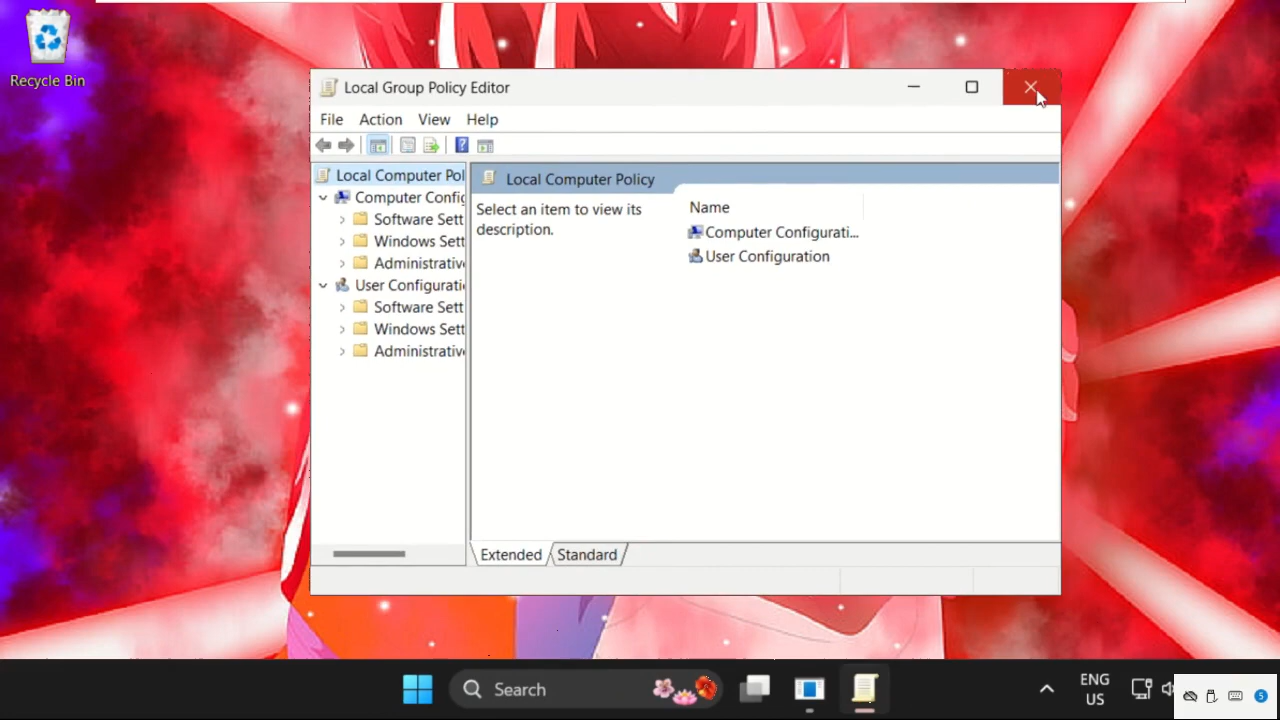 Recycle Bin
Local Group Policy Editor
File Action View Help
Local Computer Pol
Computer Config
Software Sett
Windows Sett
Administrative
User Configurati
Software Sett
Windows Sett
Administrative
Local Computer Policy
Select an item to view its
description.
Name
Computer Configurati...
User Configuration
Extended Standard
Search
ENG
US
5